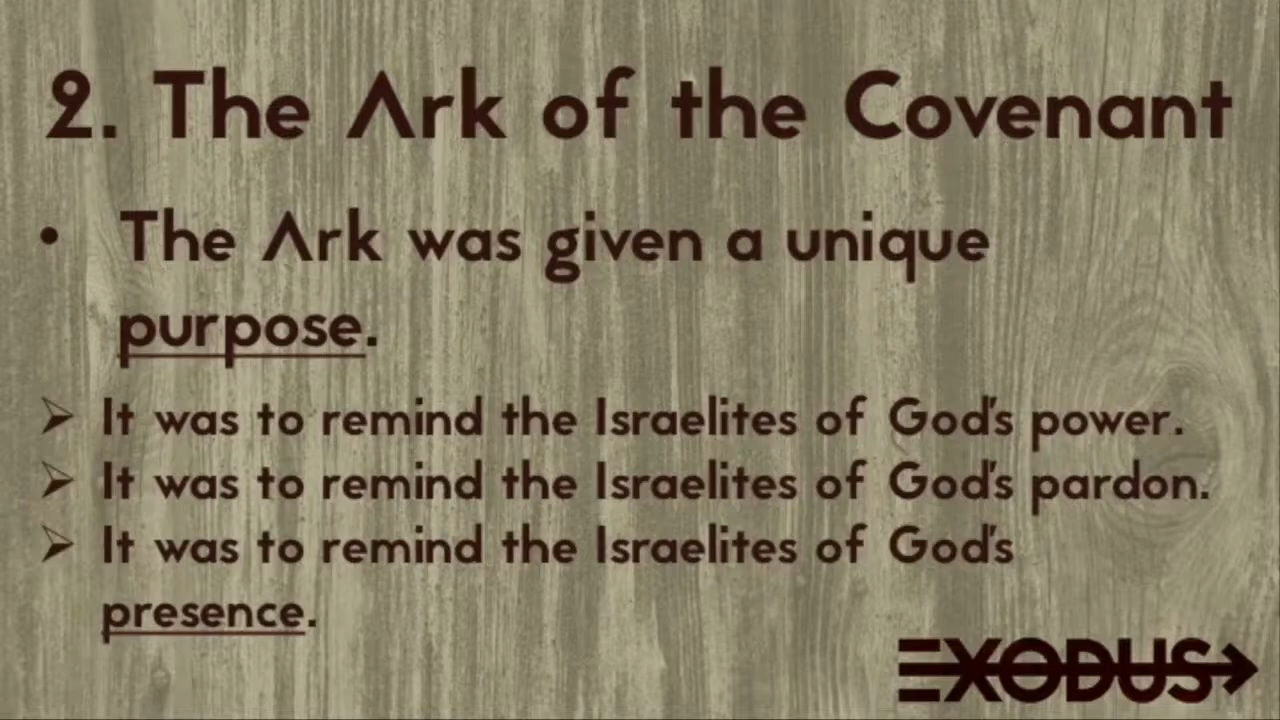 2. The Ark of the Covenant
• The Ark was given a unique
purpose.
➢ It was to remind the Israelites of God's power.
➢ It was to remind the Israelites of God's pardon.
➢ It was to remind the Israelites of God's
presence.
EXODUS